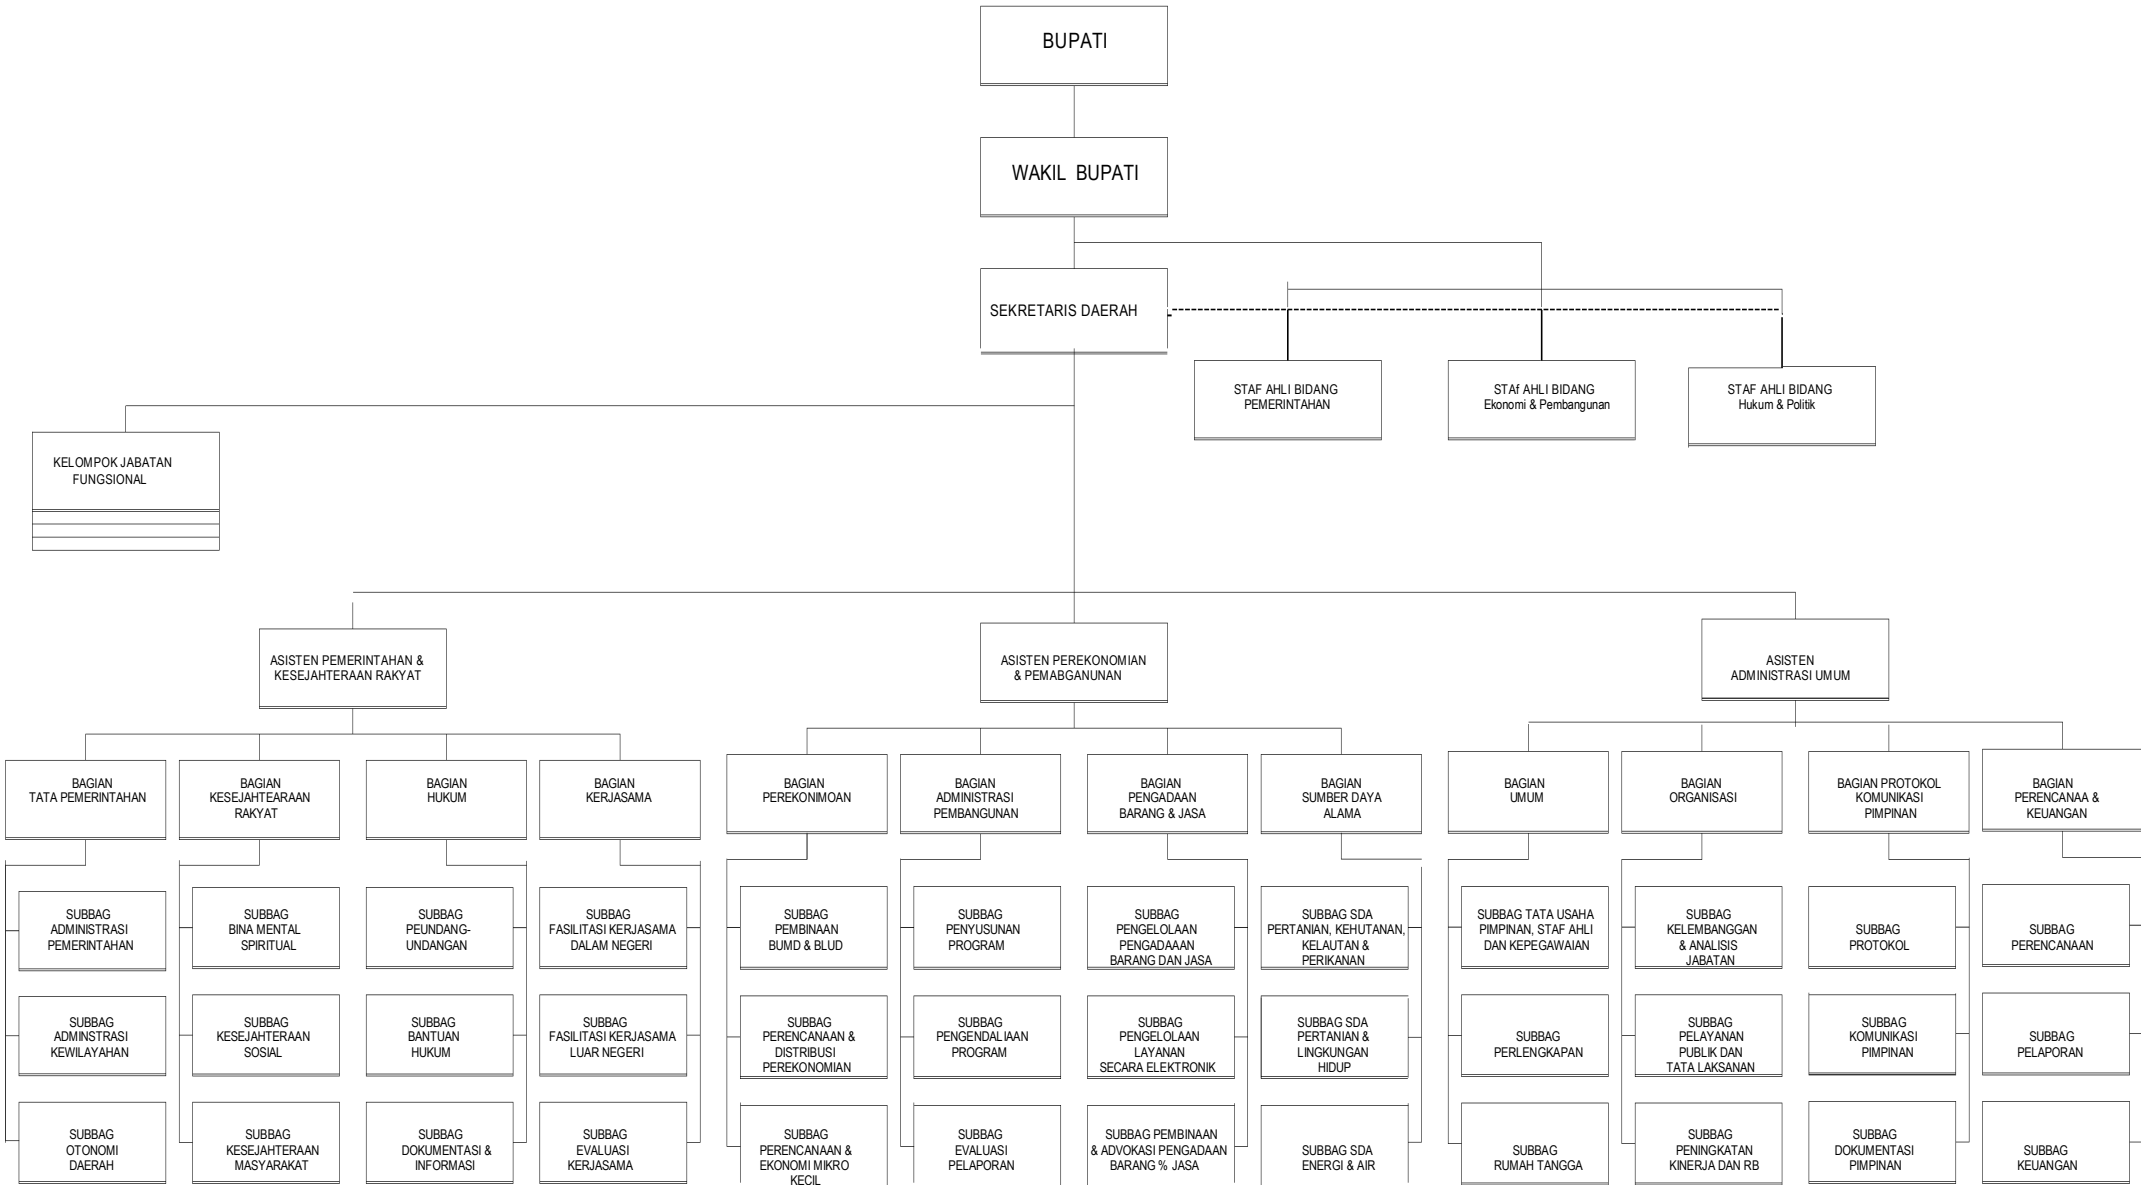 BUPATI
WAKIL BUPATI
SEKRETARIS DAERAH
STAF AHLI BIDANG
PEMERINTAHAN
STAf AHLI BIDANG
Ekonomi & Pembangunan
STAF AHLI BIDANG
Hukum & Politik
KELOMPOK JABATAN
FUNGSIONAL
ASISTEN PEMERINTAHAN &
KESEJAHTERAAN RAKYAT
ASISTEN PEREKONOMIAN
& PEMABGANUNAN
ASISTEN
ADMINISTRASI UMUM
BAGIAN
TATA PEMERINTAHAN
BAGIAN
KESEJAHTEARAAN
RAKYAT
BAGIAN
HUKUM
BAGIAN
KERJASAMA
BAGIAN
PEREKONIMOAN
BAGIAN
ADMINISTRASI
PEMBANGUNAN
BAGIAN
PENGADAAN
BARANG & JASA
BAGIAN
SUMBER DAYA
ALAMA
BAGIAN
UMUM
BAGIAN
ORGANISASI
BAGIAN PROTOKOL
KOMUNIKASI
PIMPINAN
BAGIAN
PERENCANAA &
KEUANGAN
SUBBAG
ADMINISTRASI
PEMERINTAHAN
SUBBAG
BINA MENTAL
SPIRITUAL
SUBBAG
PEUNDANG-
UNDANGAN
SUBBAG
FASILITASI KERJASAMA
DALAM NEGERI
SUBBAG
PEMBINAAN
BUMD & BLUD
SUBBAG
PENYUSUNAN
PROGRAM
SUBBAG
PENGELOLAAN
PENGADAAAN
BARANG DAN JASA
SUBBAG SDA
PERTANIAN, KEHUTANAN,
KELAUTAN &
PERIKANAN
SUBBAG TATA USAHA
PIMPINAN, STAF AHLI
DAN KEPEGAWAIAN
SUBBAG
KELEMBANGGAN
& ANALISIS
JABATAN
SUBBAG
PROTOKOL
SUBBAG
PERENCANAAN
SUBBAG
ADMINSTRASI
KEWILAYAHAN
SUBBAG
KESEJAHTERAAN
SOSIAL
SUBBAG
BANTUAN
HUKUM
SUBBAG
FASILITASI KERJASAMA
LUAR NEGERI
SUBBAG
PERENCANAAN &
DISTRIBUSI
PEREKONOMIAN
SUBBAG
PENGENDALIAAN
PROGRAM
SUBBAG
PENGELOLAAN
LAYANAN
SECARA ELEKTRONIK
SUBBAG SDA
PERTANIAN &
LINGKUNGAN
HIDUP
SUBBAG
PERLENGKAPAN
SUBBAG
PELAYANAN
PUBLIK DAN
TATA LAKSANAN
SUBBAG
KOMUNIKASI
PIMPINAN
SUBBAG
PELAPORAN
SUBBAG
OTONOMI
DAERAH
SUBBAG
KESEJAHTERAAN
MASYARAKAT
SUBBAG
DOKUMENTASI &
INFORMASI
SUBBAG
EVALUASI
KERJASAMA
SUBBAG
PERENCANAAN &
EKONOMI MIKRO
KECIL
SUBBAG
EVALUASI
PELAPORAN
SUBBAG PEMBINAAN
& ADVOKASI PENGADAAN
BARANG % JASA
SUBBAG SDA
ENERGI & AIR
SUBBAG
RUMAH TANGGA
SUBBAG
PENINGKATAN
KINERJA DAN RB
SUBBAG
DOKUMENTASI
PIMPINAN
SUBBAG
KEUANGAN